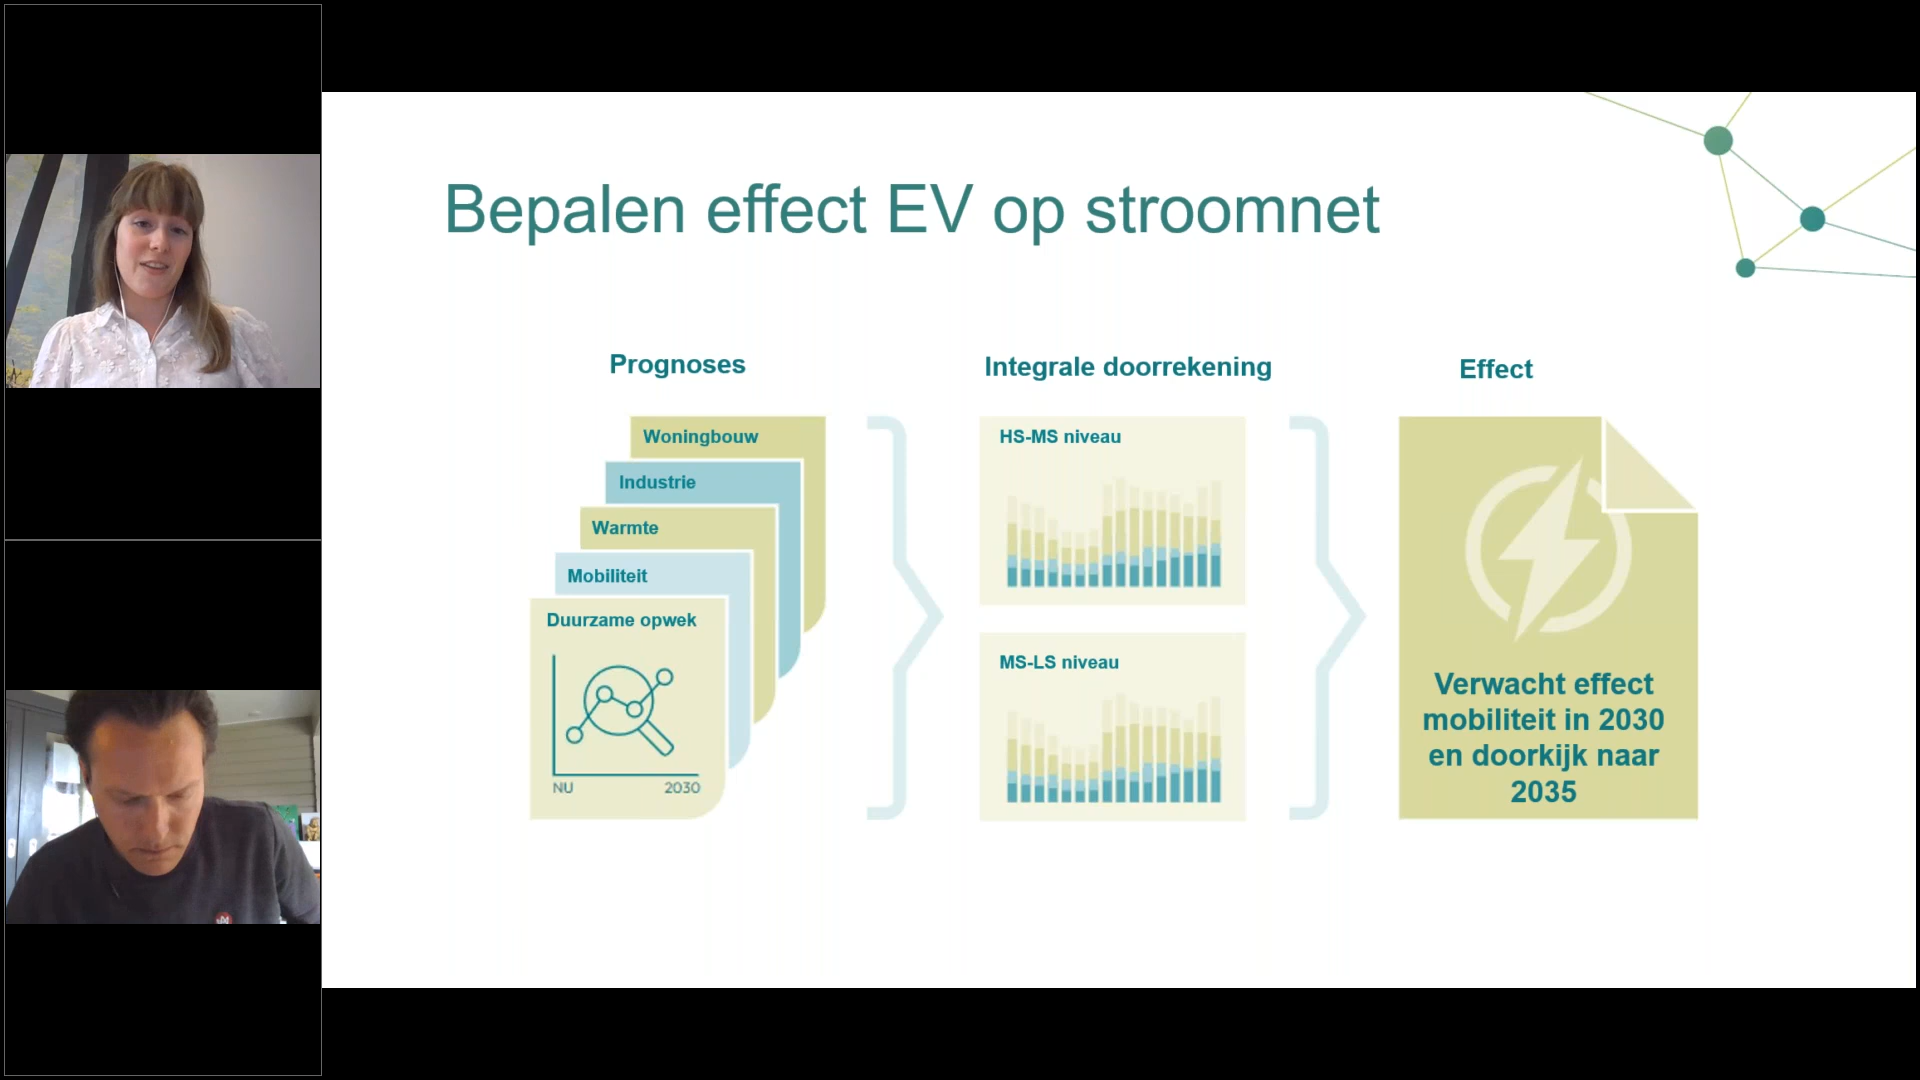 Bepalen effect EV op stroomnet
Prognoses
Woningbouw
Industrie
Warmte
Mobiliteit
Duurzame opwek
NU 2030
Integrale doorrekening
HS-MS niveau
MS-LS niveau
Effect
Verwacht effect
mobiliteit in 2030
en doorkijk naar
2035